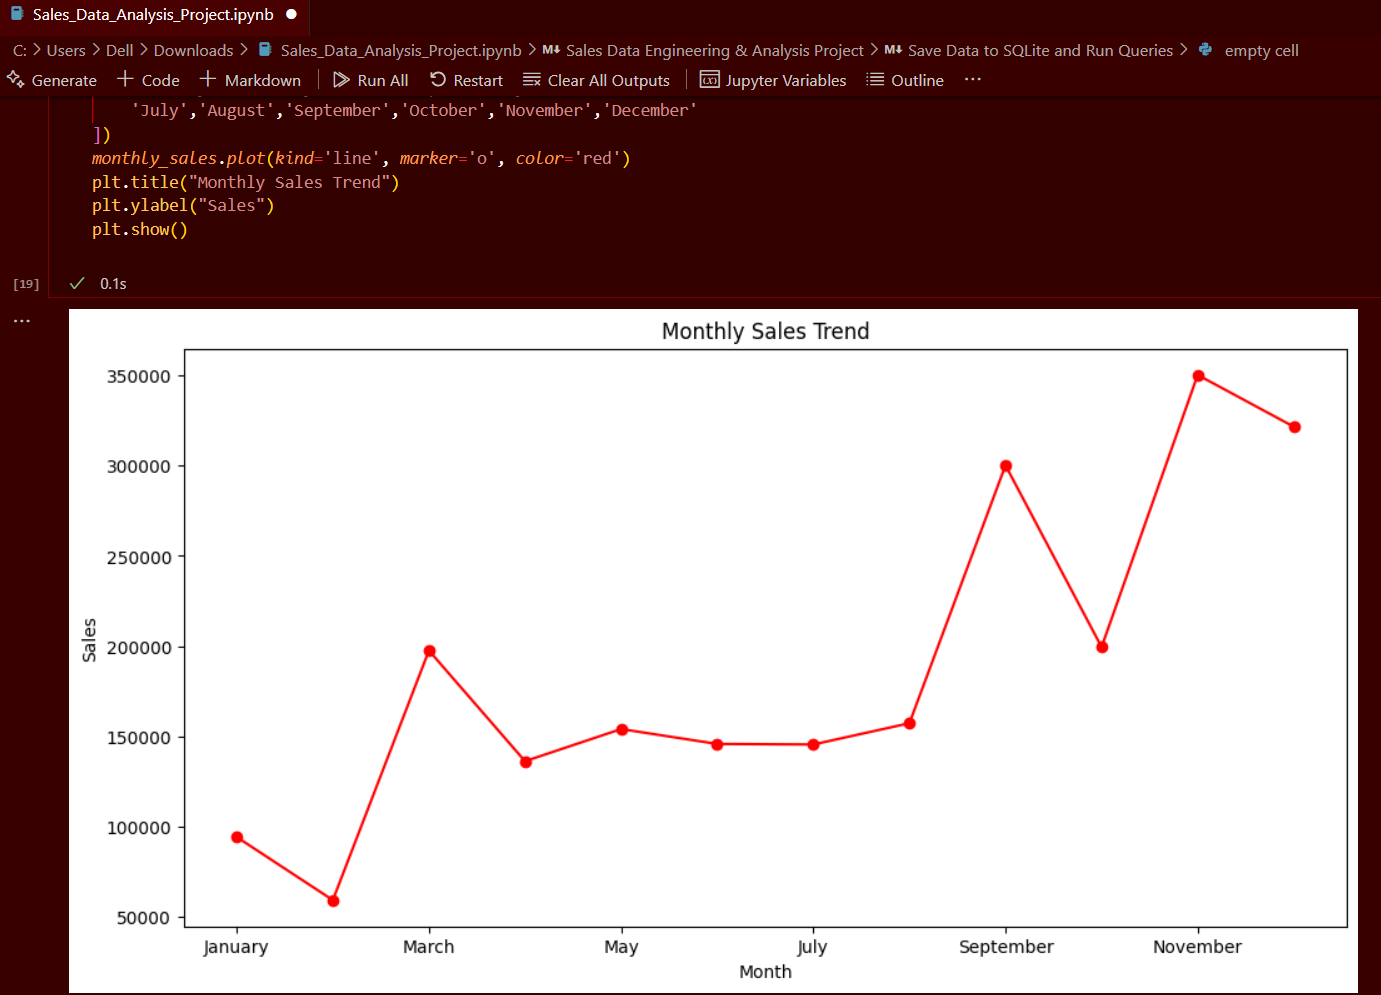 Sales_Data_Analysis_Project.ipynb
C: > Users > Dell > Downloads > Sales_Data_Analysis_Project.ipynb > M↓ Sales Data Engineering & Analysis Project > M↓ Save Data to SQLite and Run Queries > empty cell
Generate + Code + Markdown | Run All Restart Clear All Outputs | Jupyter Variables Outline ...
'July','August','September','October','November','December'
])
monthly_sales.plot(kind='line', marker='o', color='red')
plt.title("Monthly Sales Trend")
plt.ylabel("Sales")
plt.show()
[19] ✓ 0.1s
...
Monthly Sales Trend
350000
300000
250000
200000
Sales
150000
100000
50000
January March May July September November
Month